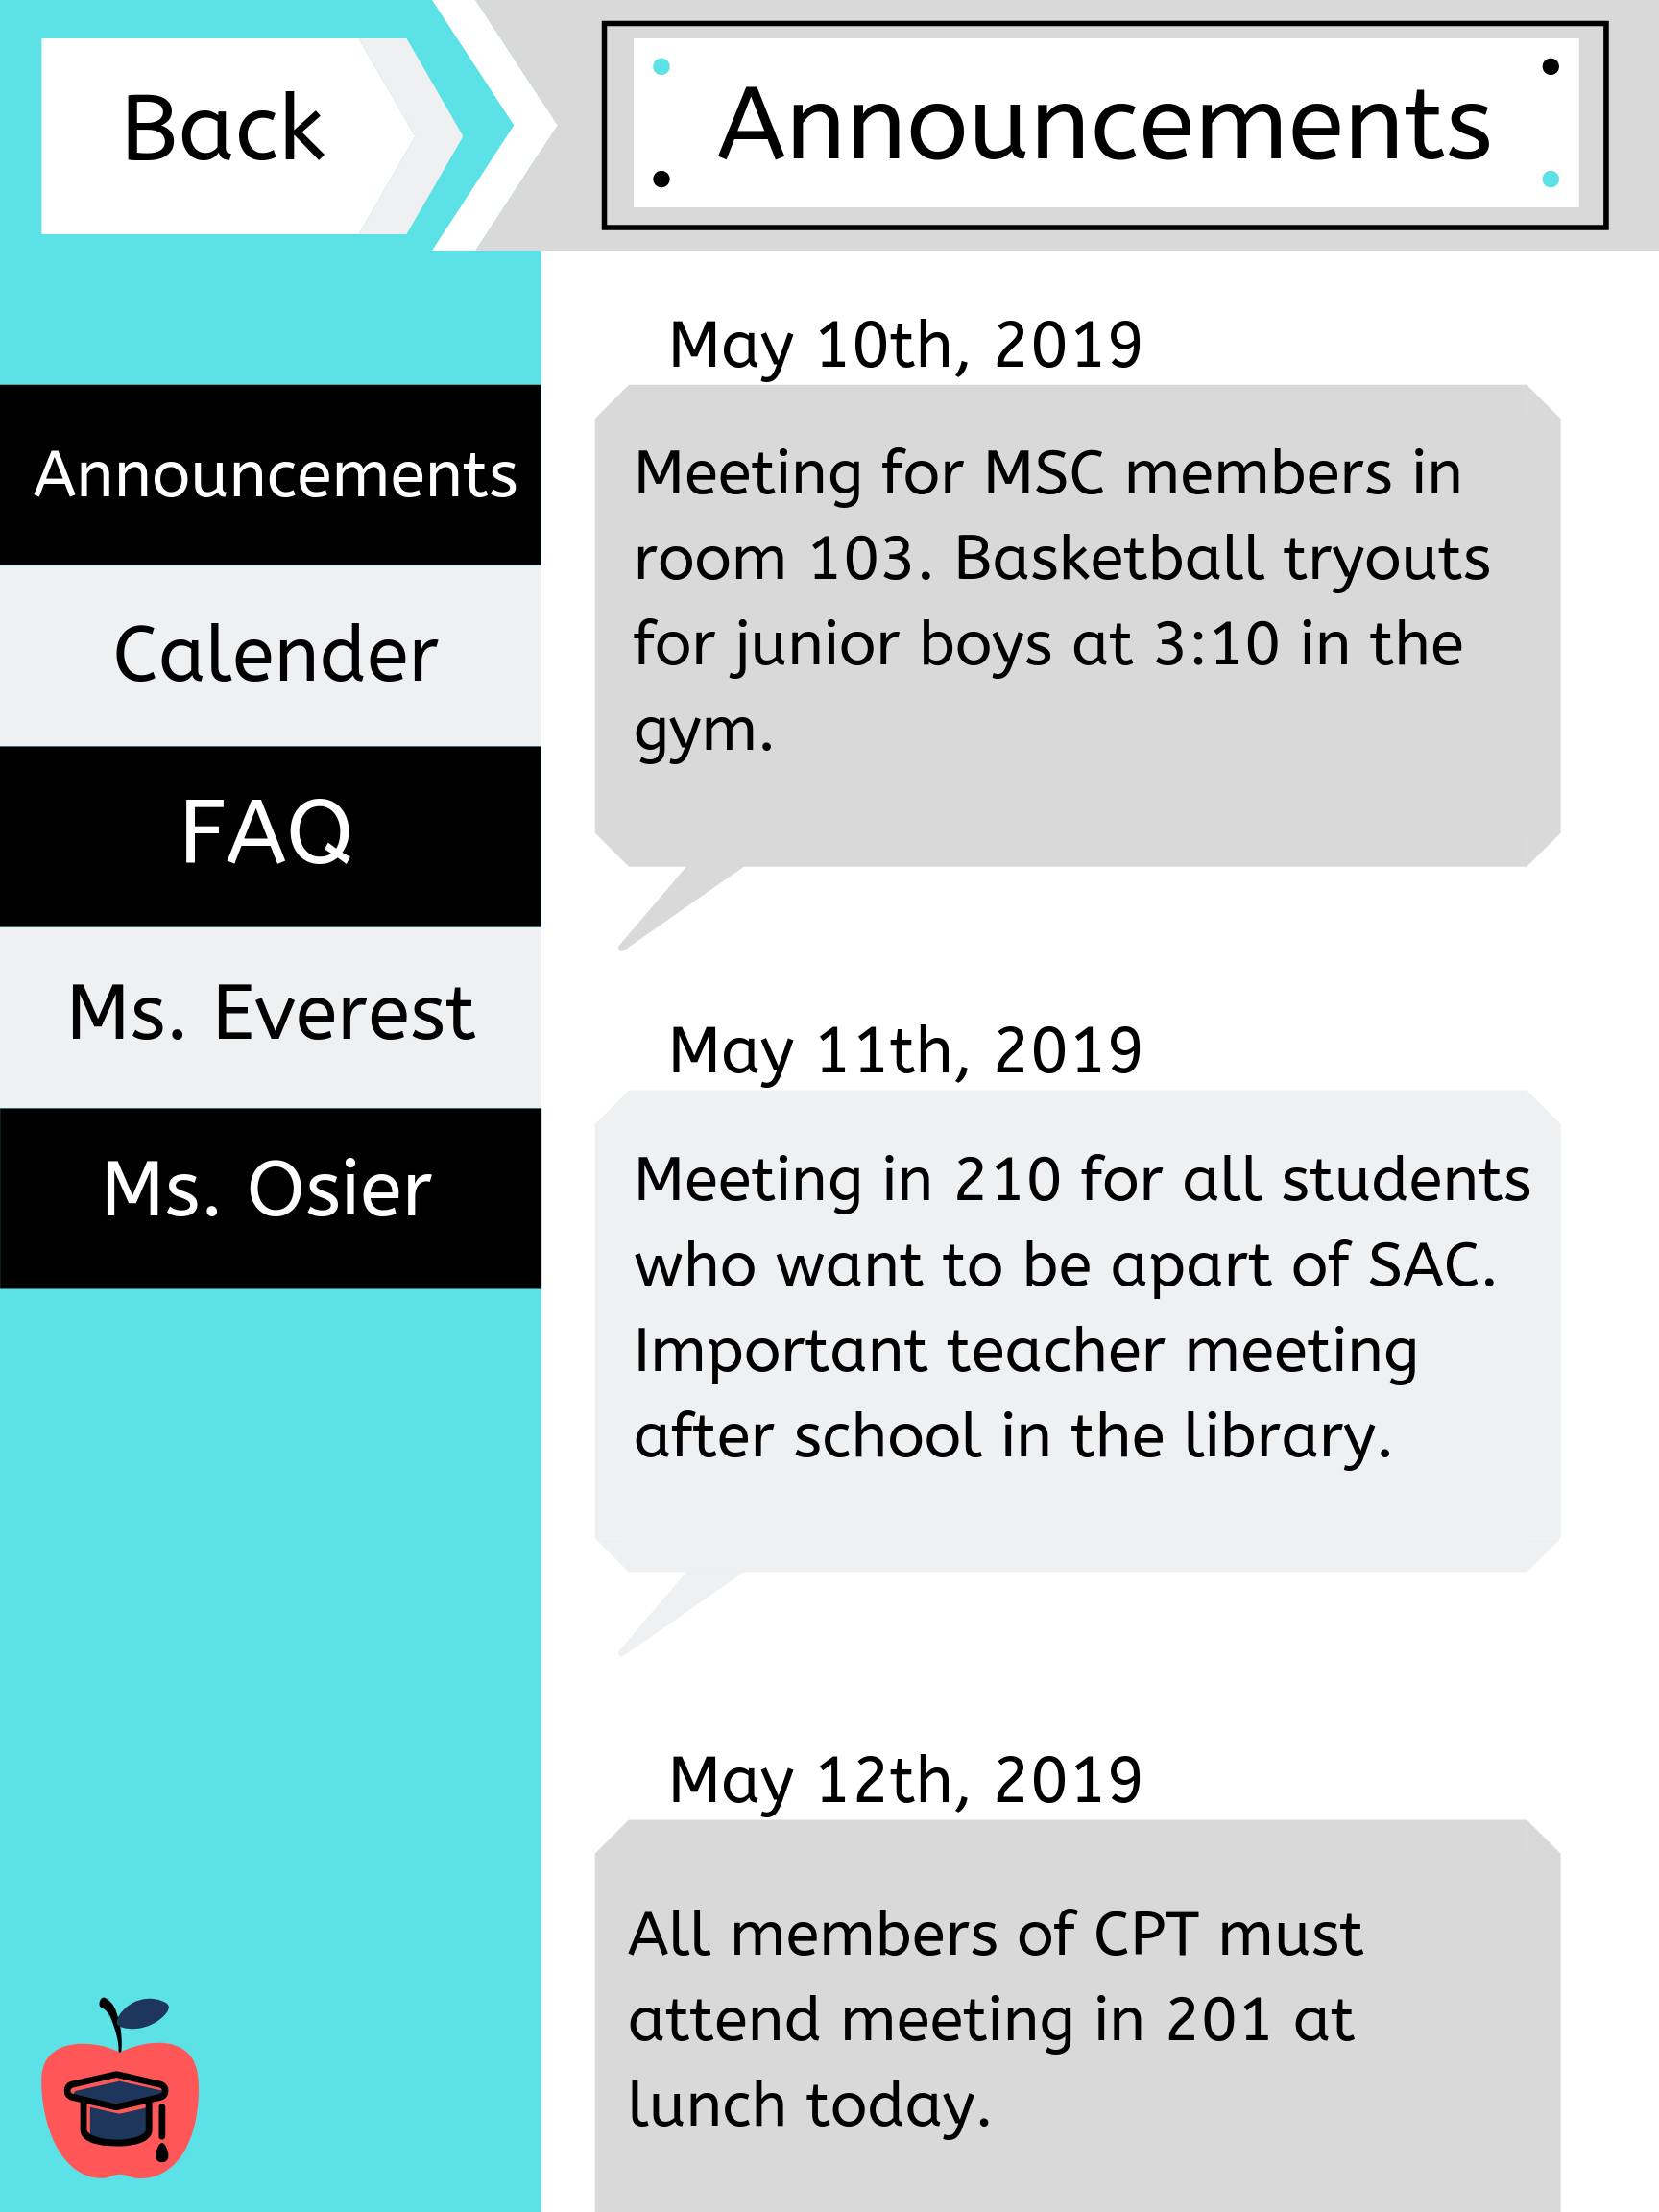 Back
Announcements
Announcements
Calender
FAQ
Ms. Everest
Ms. Osier
May 10th, 2019
Meeting for MSC members in
room 103. Basketball tryouts
for junior boys at 3:10 in the
gym.
May 11th, 2019
Meeting in 210 for all students
who want to be apart of SAC.
Important teacher meeting
after school in the library.
May 12th, 2019
All members of CPT must
attend meeting in 201 at
lunch today.